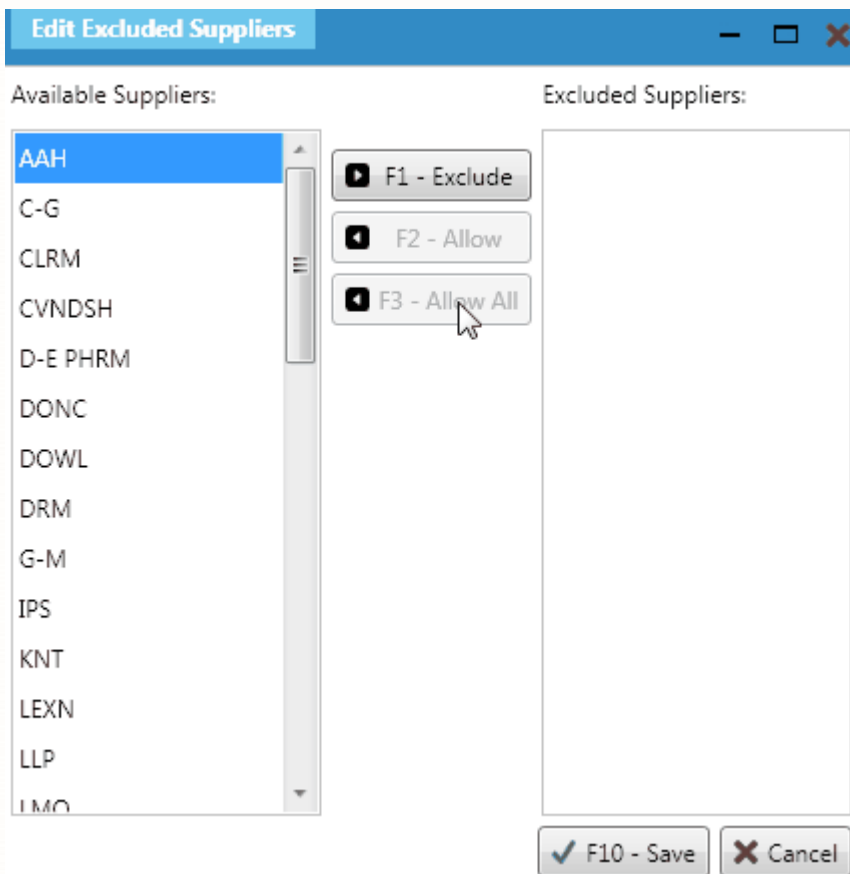 Edit Excluded Suppliers
Available Suppliers:
Excluded Suppliers:
AAH
C-G
CLRM
CVNDSH
D-E PHRM
DONC
DOWL
DRM
G-M
IPS
KNT
LEXN
LLP
LMO
F1 - Exclude
F2 - Allow
F3 - Allow All
F10 - Save
Cancel